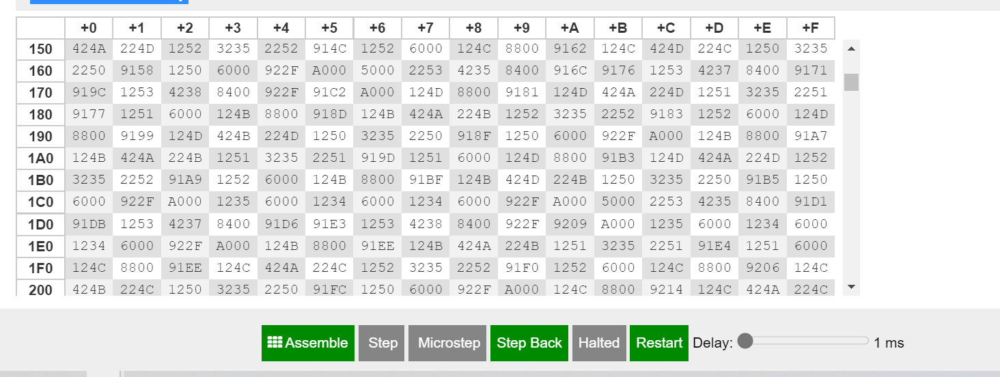 +0 +1 +2 +3 +4 +5 +6 +7 +8 +9 +A +B +C +D +E +F
150 424A 224D 1252 3235 2252 914C 1252 6000 124C 8800 9162 124C 424D 224C 1250 3235
160 2250 9158 1250 6000 922F A000 5000 2253 4235 8400 916C 9176 1253 4237 8400 9171
170 919C 1253 4238 8400 922F 91C2 A000 124D 8800 9181 124D 424A 224D 1251 3235 2251
180 9177 1251 6000 124B 8800 918D 124B 424A 224B 1252 3235 2252 9183 1252 6000 124D
190 8800 9199 124D 424B 224D 1250 3235 2250 918F 1250 6000 922F A000 124B 8800 91A7
1A0 124B 424A 224B 1251 3235 2251 919D 1251 6000 124D 8800 91B3 124D 424A 224D 1252
1B0 3235 2252 91A9 1252 6000 124B 8800 91BF 124B 424D 224B 1250 3235 2250 91B5 1250
1C0 6000 922F A000 1235 6000 1234 6000 1234 6000 922F A000 5000 2253 4235 8400 91D1
1D0 91DB 1253 4237 8400 91D6 91E3 1253 4238 8400 922F 9209 A000 1235 6000 1234 6000
1E0 1234 6000 922F A000 124B 8800 91EE 124B 424A 224B 1251 3235 2251 91E4 1251 6000
1F0 124C 8800 91EE 124C 424A 224C 1252 3235 2252 91F0 1252 6000 124C 8800 9206 124C
200 424B 224C 1250 3235 2250 91FC 1250 6000 922F A000 124C 8800 9214 124C 424A 224C
Assemble Step Microstep Step Back Halted Restart Delay: 1 ms